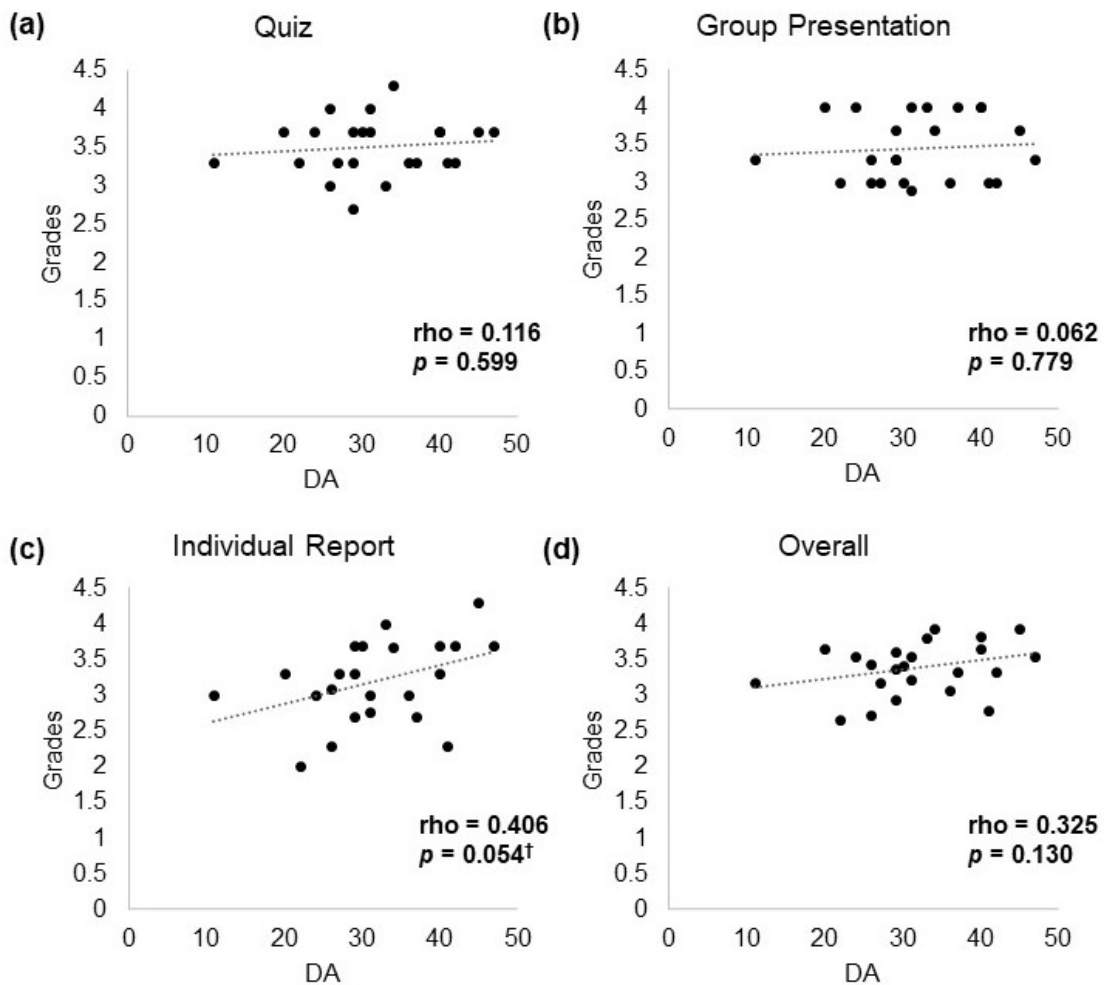 (a)
Quiz
Grades
4.5
4
3.5
3
2.5
2
1.5
1
0.5
0
rho = 0.116
p = 0.599
0 10 20 30 40 50
DA
(b)
Group Presentation
Grades
4.5
4
3.5
3
2.5
2
1.5
1
0.5
0
rho = 0.062
p = 0.779
0 10 20 30 40 50
DA
(c)
Individual Report
Grades
4.5
4
3.5
3
2.5
2
1.5
1
0.5
0
rho = 0.406
p = 0.054†
0 10 20 30 40 50
DA
(d)
Overall
Grades
4.5
4
3.5
3
2.5
2
1.5
1
0.5
0
rho = 0.325
p = 0.130
0 10 20 30 40 50
DA